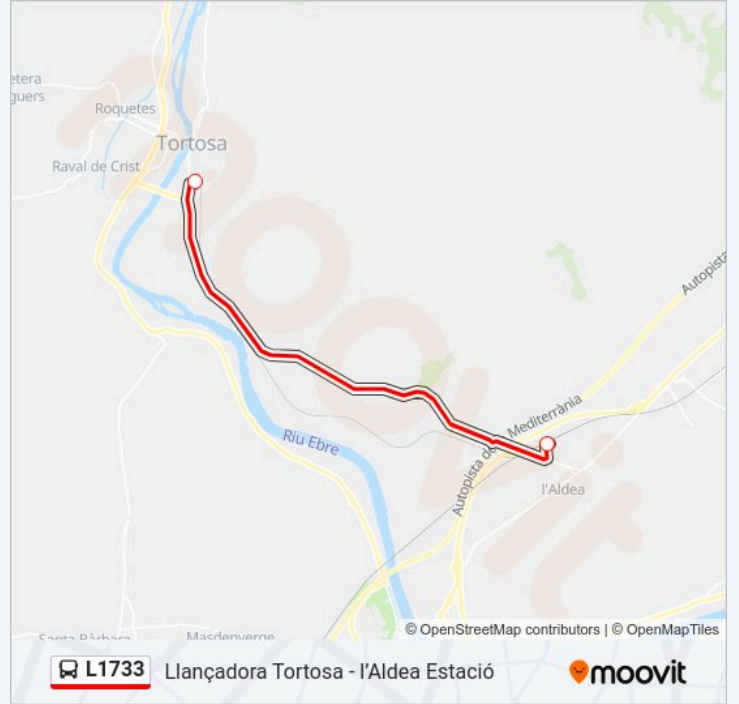 etera
guers
Roquetes
Tortosa
Raval de Crist
Autopista
Autopista de
Mediterrània
Riu Ebre
l'Aldea
Santa Bàrbara
Masdenverge
© OpenStreetMap contributors | © OpenMapTiles
L1733
Llançadora Tortosa - l'Aldea Estació
moovit
moovit